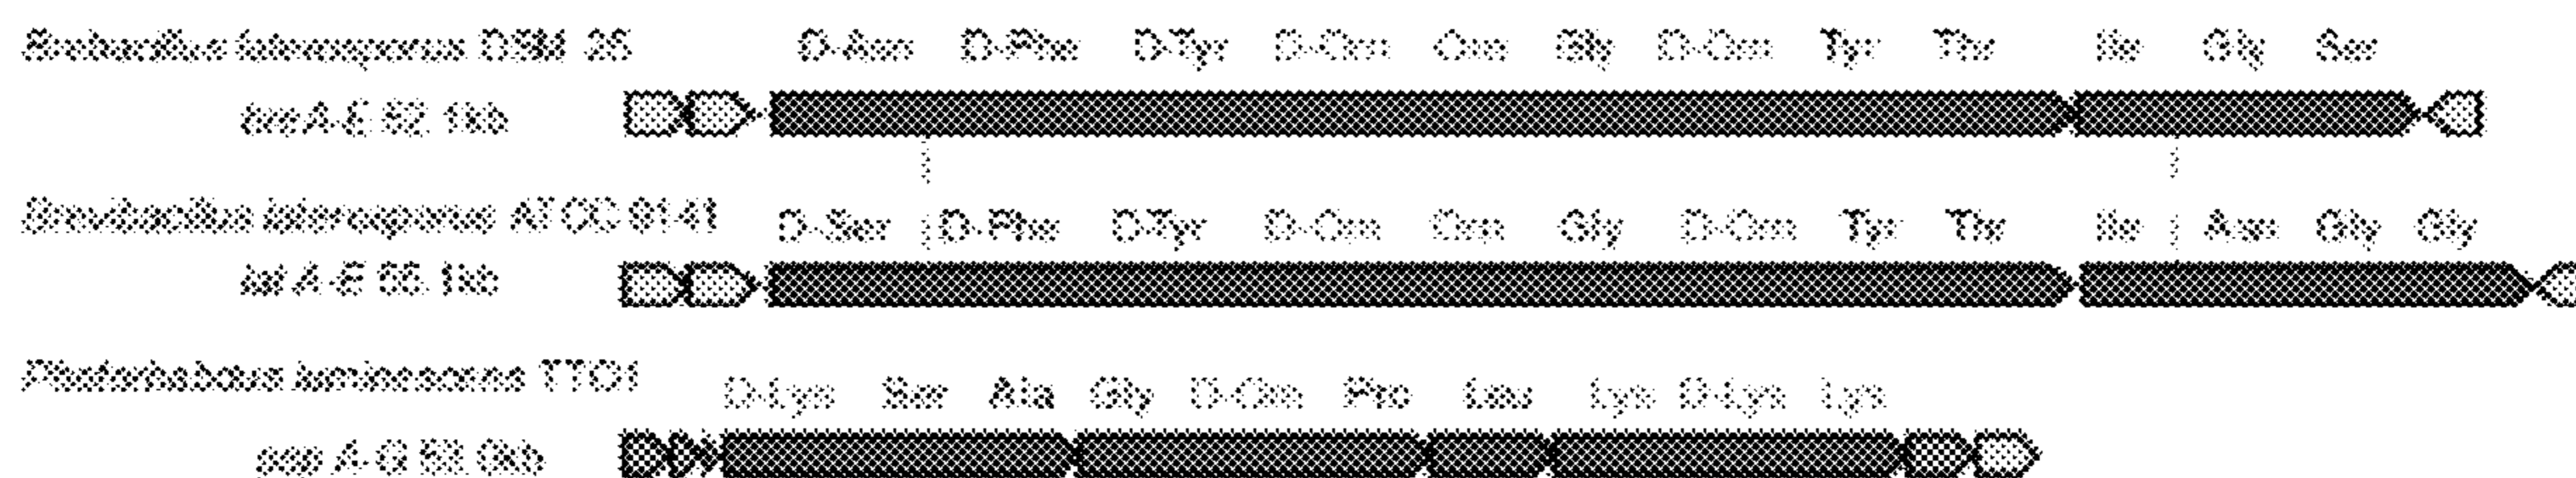 Brevibacillus laterosporus DSM 25
D-Asn D-Phe D-Tyr D-Orn Orn Gly D-Orn Tyr Thr Ile Gly Ser
A-E 1kb
Brevibacillus laterosporus ATCC 9141
D-Ser D-Phe D-Tyr D-Orn Orn Gly D-Orn Tyr Thr Ile Asn Gly Gly
A-E 1kb
Photorhabdus luminescens TTO1
D-Lys Ser Ala Gly D-Orn Pro Leu Lys D-Lys Lys
A-G